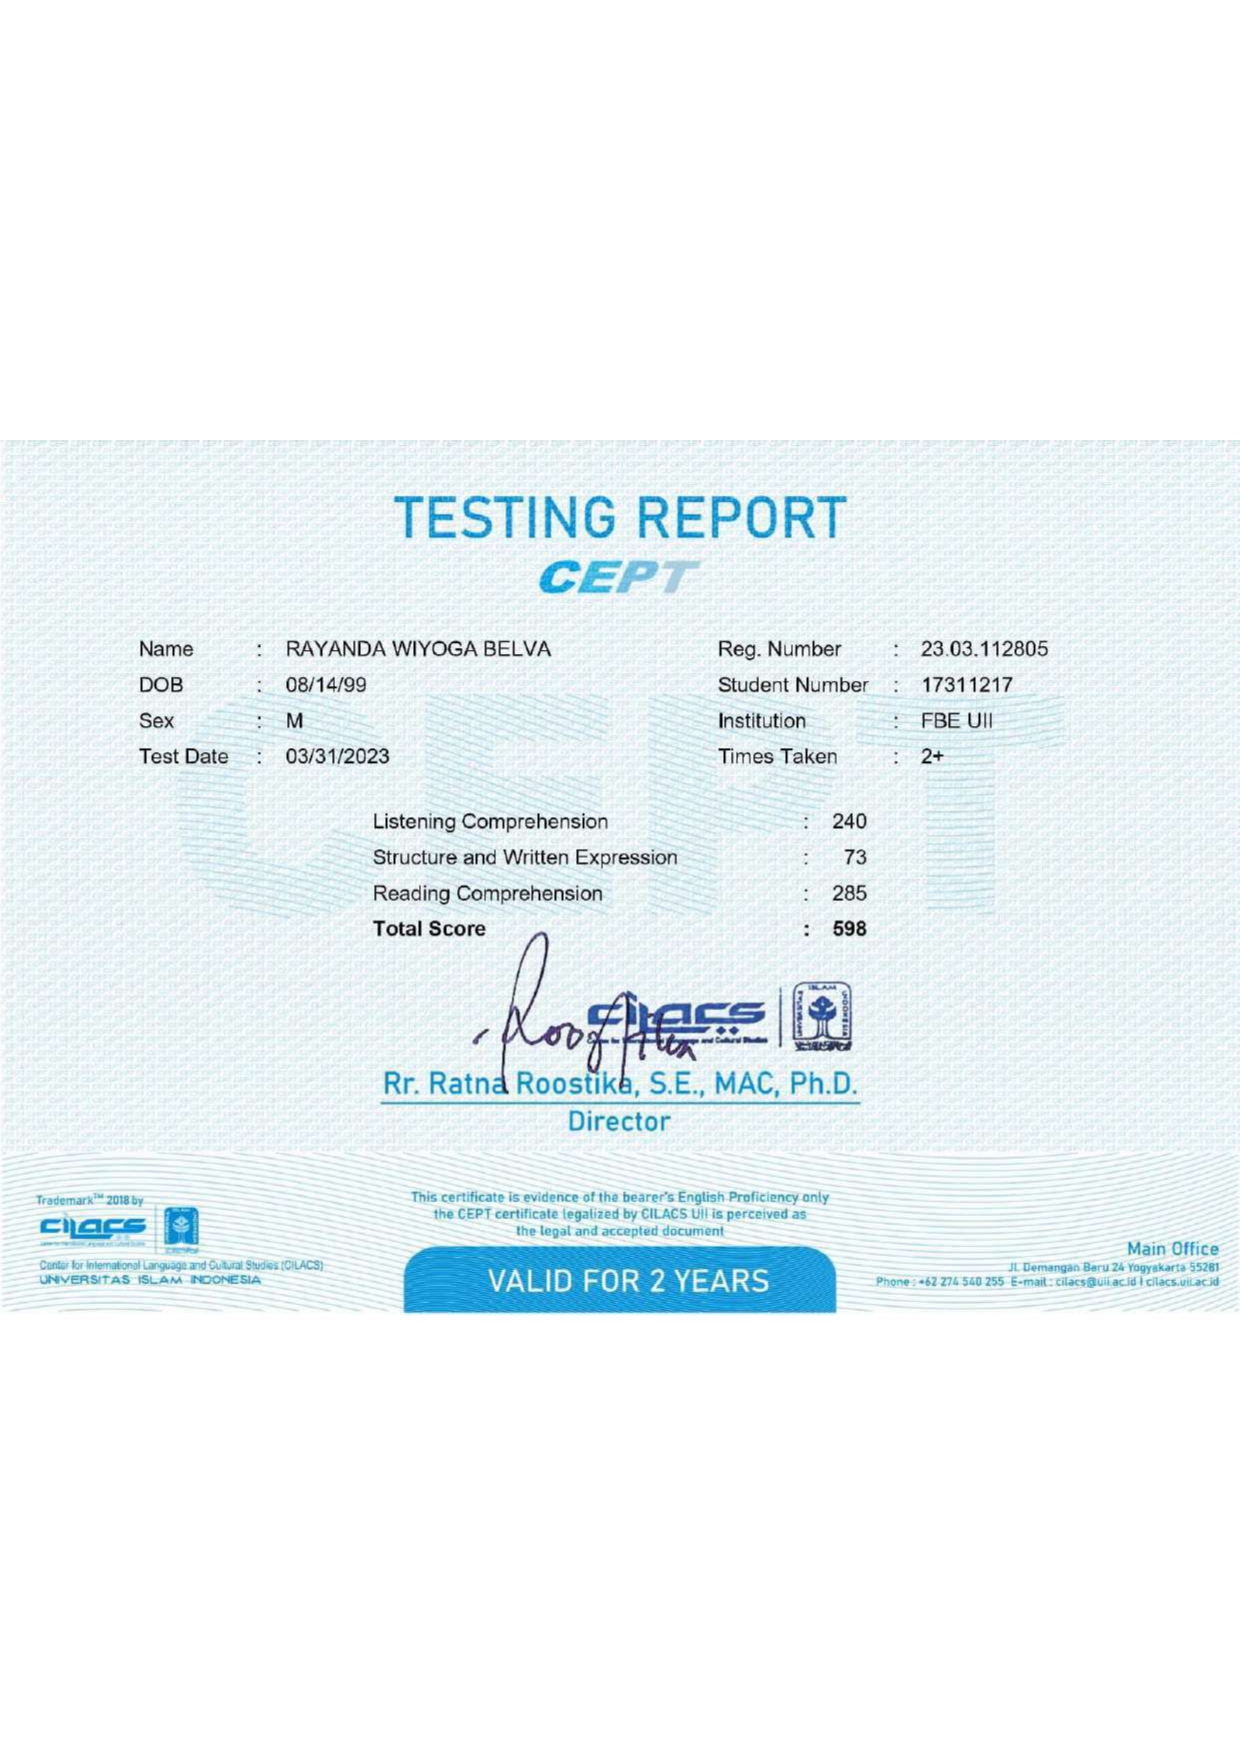 TESTING REPORT
CEPT
Name : RAYANDA WIYOGA BELVA
Reg. Number : 23.03.112805
DOB : 08/14/99
Student Number : 17311217
Sex : M
Institution : FBE UII
Test Date : 03/31/2023
Times Taken : 2+
Listening Comprehension : 240
Structure and Written Expression : 73
Reading Comprehension : 285
Total Score : 598
cilacs
ISLAM
UNIVERSITAS
INDONESIA
and Cultural Studies
Rr. Ratna Roostika, S.E., MAC, Ph.D.
Director
Trademark™ 2018 by
cilacs
Center for International Language and Cultural Studies (CILACS)
UNIVERSITAS ISLAM INDONESIA
This certificate is evidence of the bearer's English Proficiency only
the CEPT certificate legalized by CILACS UII is perceived as
the legal and accepted document
VALID FOR 2 YEARS
Main Office
Jl. Demangan Baru 24 Yogyakarta 55281
Phone : +62 274 540 255 E-mail : cilacs@uii.ac.id | cilacs.uii.ac.id